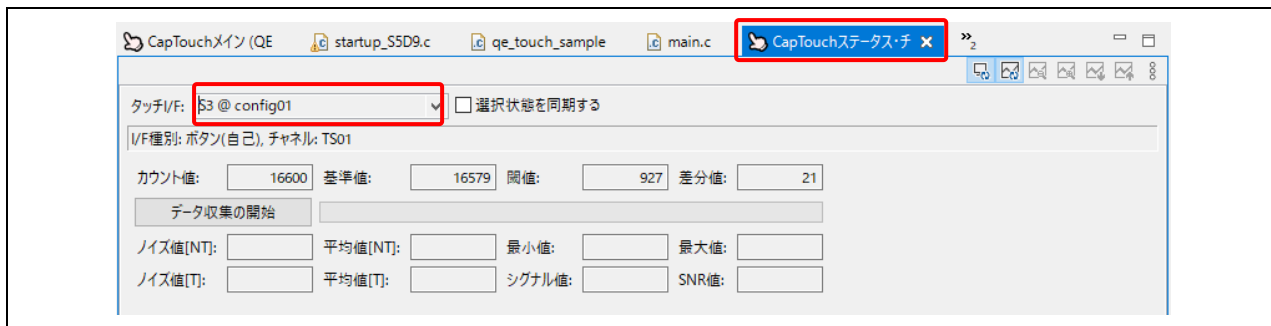 CapTouchメイン (QE startup_S5D9.c qe_touch_sample main.c CapTouchステータス・チ »2
タッチI/F: S3 @ config01 選択状態を同期する
I/F種別: ボタン(自己), チャネル: TS01
カウント値: 16600 基準値: 16579 閾値: 927 差分値: 21
データ収集の開始
ノイズ値[NT]: 平均値[NT]: 最小値: 最大値:
ノイズ値[T]: 平均値[T]: シグナル値: SNR値: